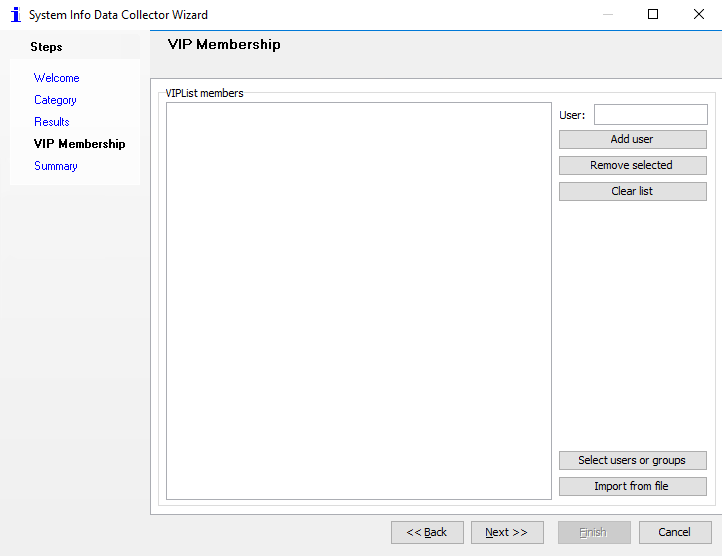 System Info Data Collector Wizard
Steps
Welcome
Category
Results
VIP Membership
Summary
VIP Membership
VIPList members
User:
Add user
Remove selected
Clear list
Select users or groups
Import from file
<< Back
Next >>
Finish
Cancel